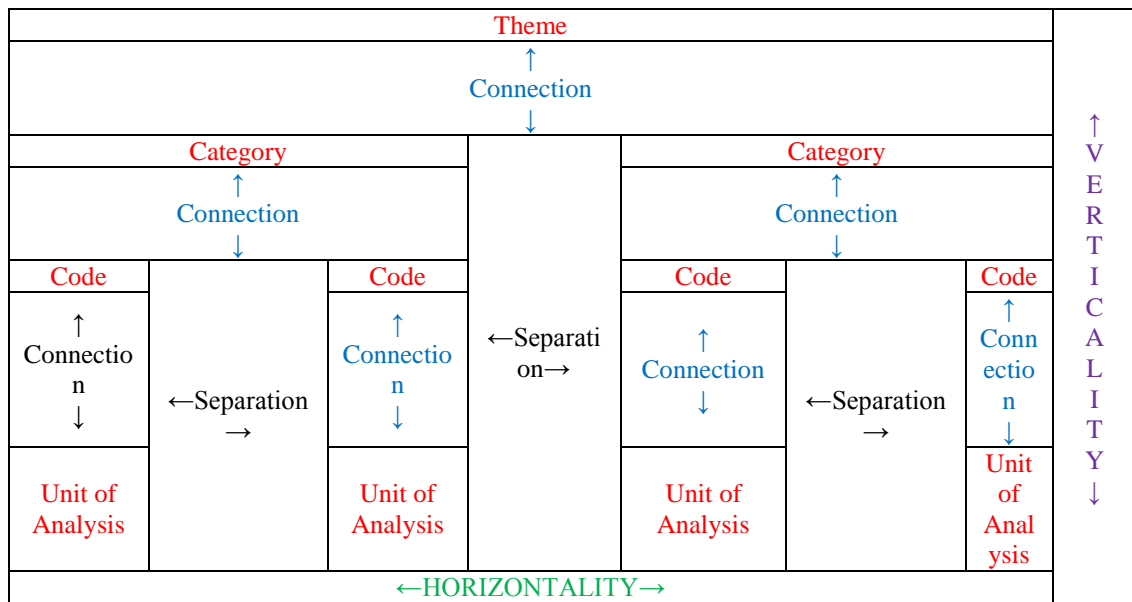 Theme
↑
Connection
↓
Category
Category
↑
Connection
↓
↑
Connection
↓
Code
Code
Code
Code
↑
Connectio
n
↓
←Separation
→
↑
Connectio
n
↓
←Separati
on→
↑
Connection
↓
←Separation
→
↑
Conn
ectio
n
↓
Unit of
Analysis
Unit of
Analysis
Unit of
Analysis
Unit
of
Anal
ysis
←HORIZONTALITY→
↑
V
E
R
T
I
C
A
L
I
T
Y
↓